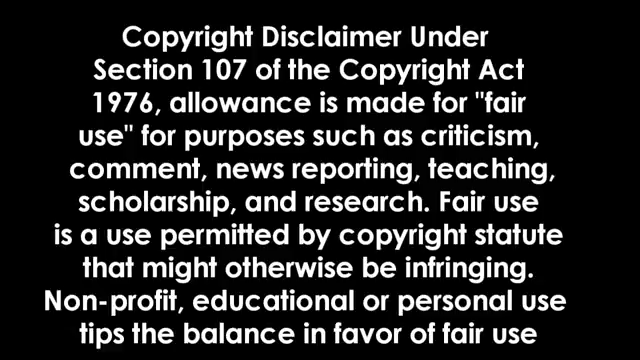 Copyright Disclaimer Under
Section 107 of the Copyright Act
1976, allowance is made for "fair
use" for purposes such as criticism,
comment, news reporting, teaching,
scholarship, and research. Fair use
is a use permitted by copyright statute
that might otherwise be infringing.
Non-profit, educational or personal use
tips the balance in favor of fair use